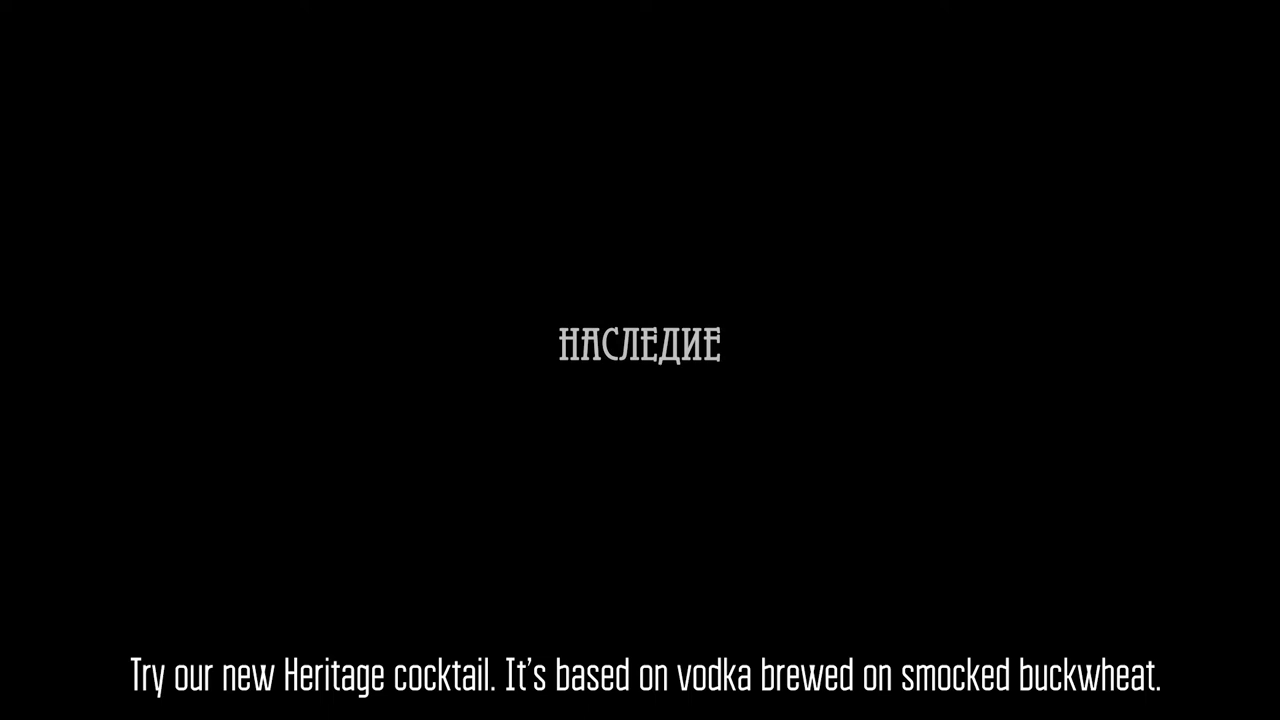 НАСЛЕДИЕ
Try our new Heritage cocktail. It's based on vodka brewed on smocked buckwheat.